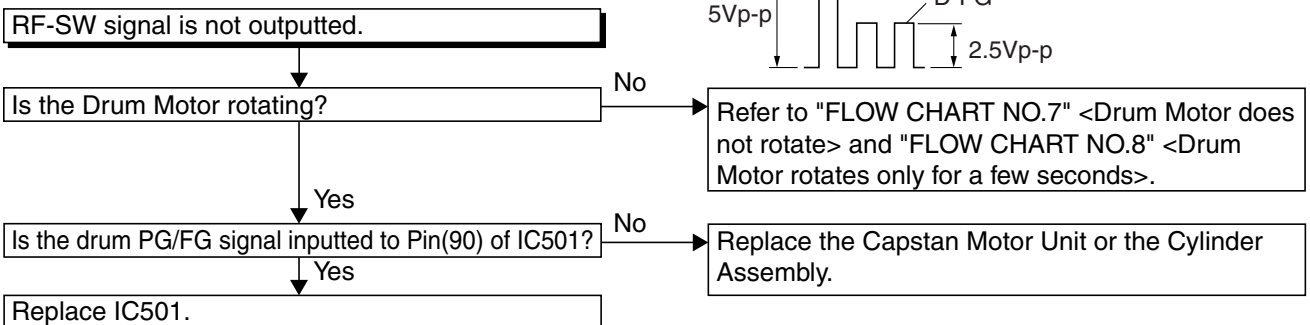 RF-SW signal is not outputted.
5Vp-p
2.5Vp-p
Is the Drum Motor rotating?
No
Refer to "FLOW CHART NO.7" <Drum Motor does
not rotate> and "FLOW CHART NO.8" <Drum
Motor rotates only for a few seconds>.
Yes
Is the drum PG/FG signal inputted to Pin(90) of IC501?
No
Replace the Capstan Motor Unit or the Cylinder
Assembly.
Yes
Replace IC501.